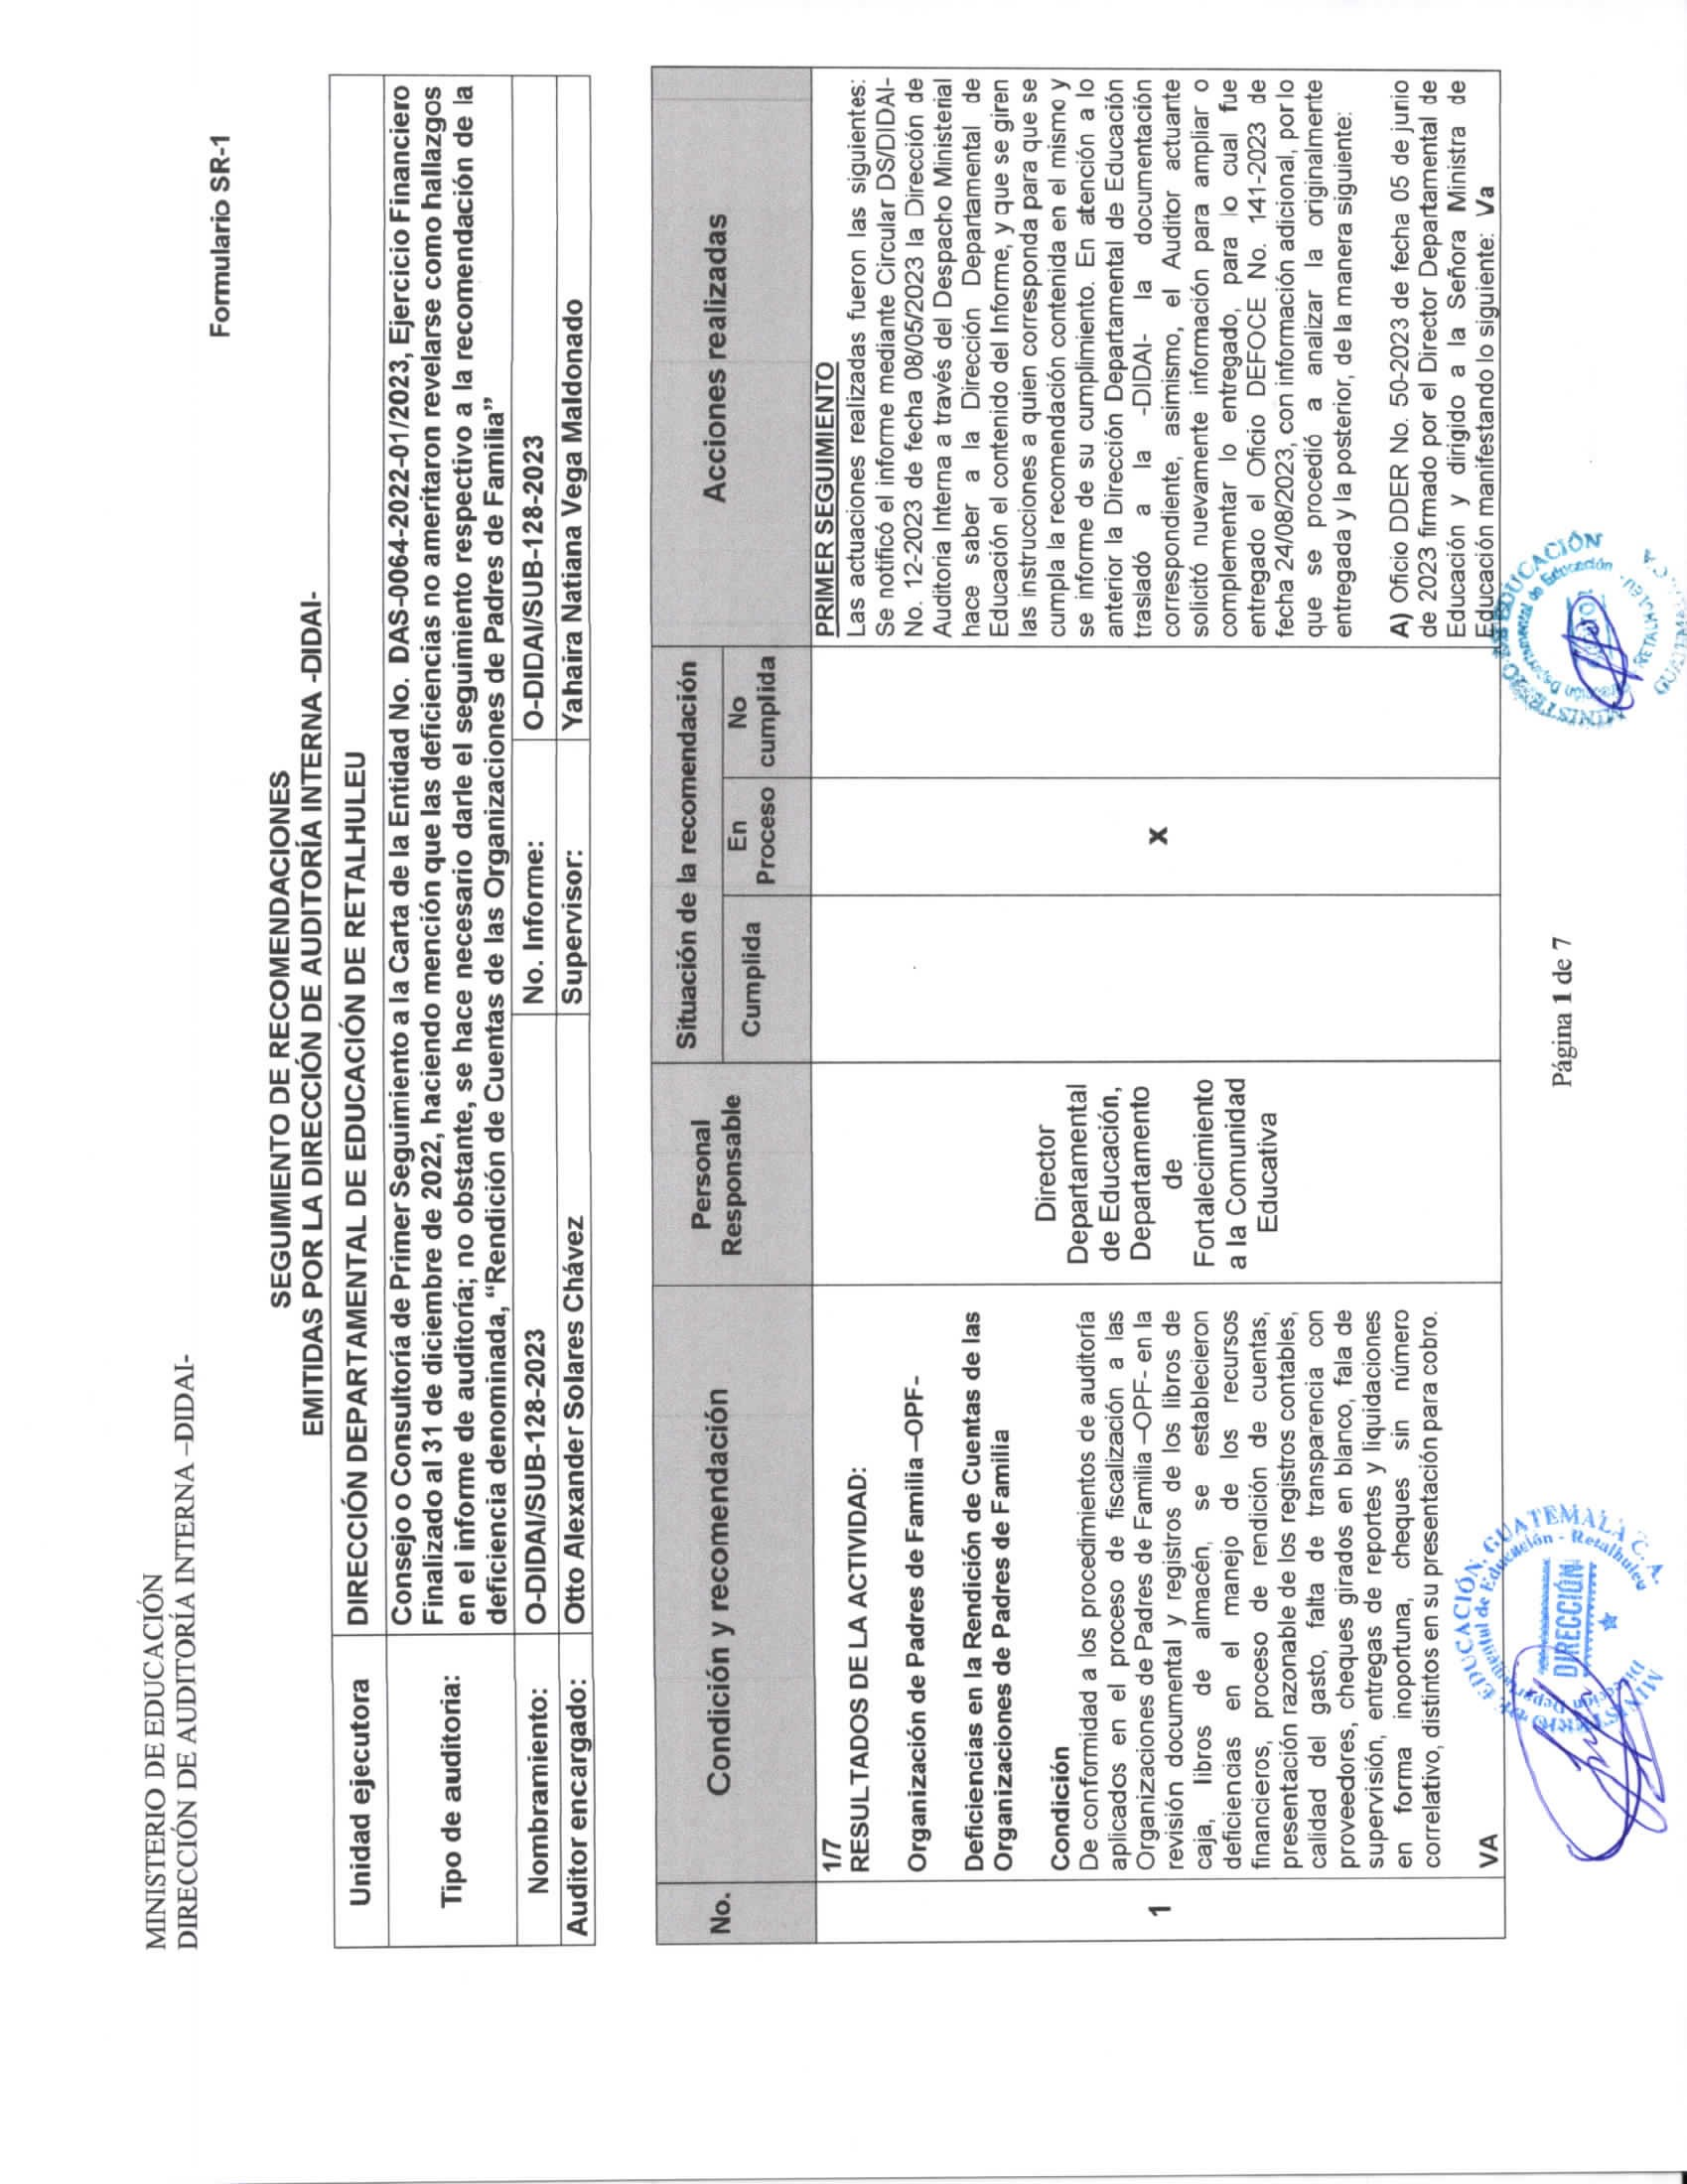 MINISTERIO DE EDUCACIÓN
DIRECCIÓN DE AUDITORÍA INTERNA –DIDAI-
Formulario SR-1
SEGUIMIENTO DE RECOMENDACIONES
EMITIDAS POR LA DIRECCIÓN DE AUDITORÍA INTERNA -DIDAI-
Unidad ejecutora
DIRECCIÓN DEPARTAMENTAL DE EDUCACIÓN DE RETALHULEU
Tipo de auditoria:
Consejo o Consultoría de Primer Seguimiento a la Carta de la Entidad No. DAS-0064-2022-01/2023, Ejercicio Financiero
Finalizado al 31 de diciembre de 2022, haciendo mención que las deficiencias no ameritaron revelarse como hallazgos
en el informe de auditoría; no obstante, se hace necesario darle el seguimiento respectivo a la recomendación de la
deficiencia denominada, “Rendición de Cuentas de las Organizaciones de Padres de Familia”
Nombramiento:
O-DIDAI/SUB-128-2023
No. Informe:
O-DIDAI/SUB-128-2023
Auditor encargado:
Otto Alexander Solares Chávez
Supervisor:
Yahaira Natiana Vega Maldonado
No.
Condición y recomendación
Personal
Responsable
Situación de la recomendación
Cumplida
En
Proceso
No
cumplida
Acciones realizadas
1
1/7
RESULTADOS DE LA ACTIVIDAD:
Organización de Padres de Familia –OPF-
Deficiencias en la Rendición de Cuentas de las
Organizaciones de Padres de Familia
Condición
De conformidad a los procedimientos de auditoría
aplicados en el proceso de fiscalización a las
Organizaciones de Padres de Familia –OPF- en la
revisión documental y registros de los libros de
caja, libros de almacén, se establecieron
deficiencias en el manejo de los recursos
financieros, proceso de rendición de cuentas,
presentación razonable de los registros contables,
calidad del gasto, falta de transparencia con
proveedores, cheques girados en blanco, fala de
supervisión, entregas de reportes y liquidaciones
en forma inoportuna, cheques sin número
correlativo, distintos en su presentación para cobro.
VA
Director
Departamental
de Educación,
Departamento
de
Fortalecimiento
a la Comunidad
Educativa
X
PRIMER SEGUIMIENTO
Las actuaciones realizadas fueron las siguientes:
Se notificó el informe mediante Circular DS/DIDAI-
No. 12-2023 de fecha 08/05/2023 la Dirección de
Auditoria Interna a través del Despacho Ministerial
hace saber a la Dirección Departamental de
Educación el contenido del Informe, y que se giren
las instrucciones a quien corresponda para que se
cumpla la recomendación contenida en el mismo y
se informe de su cumplimiento. En atención a lo
anterior la Dirección Departamental de Educación
trasladó a la -DIDAI- la documentación
correspondiente, asimismo, el Auditor actuante
solicitó nuevamente información para ampliar o
complementar lo entregado, para lo cual fue
entregado el Oficio DEFOCE No. 141-2023 de
fecha 24/08/2023, con información adicional, por lo
que se procedió a analizar la originalmente
entregada y la posterior, de la manera siguiente:
A) Oficio DDER No. 50-2023 de fecha 05 de junio
de 2023 firmado por el Director Departamental de
Educación y dirigido a la Señora Ministra de
Educación manifestando lo siguiente: Va
DIRECCIÓN
Página 1 de 7